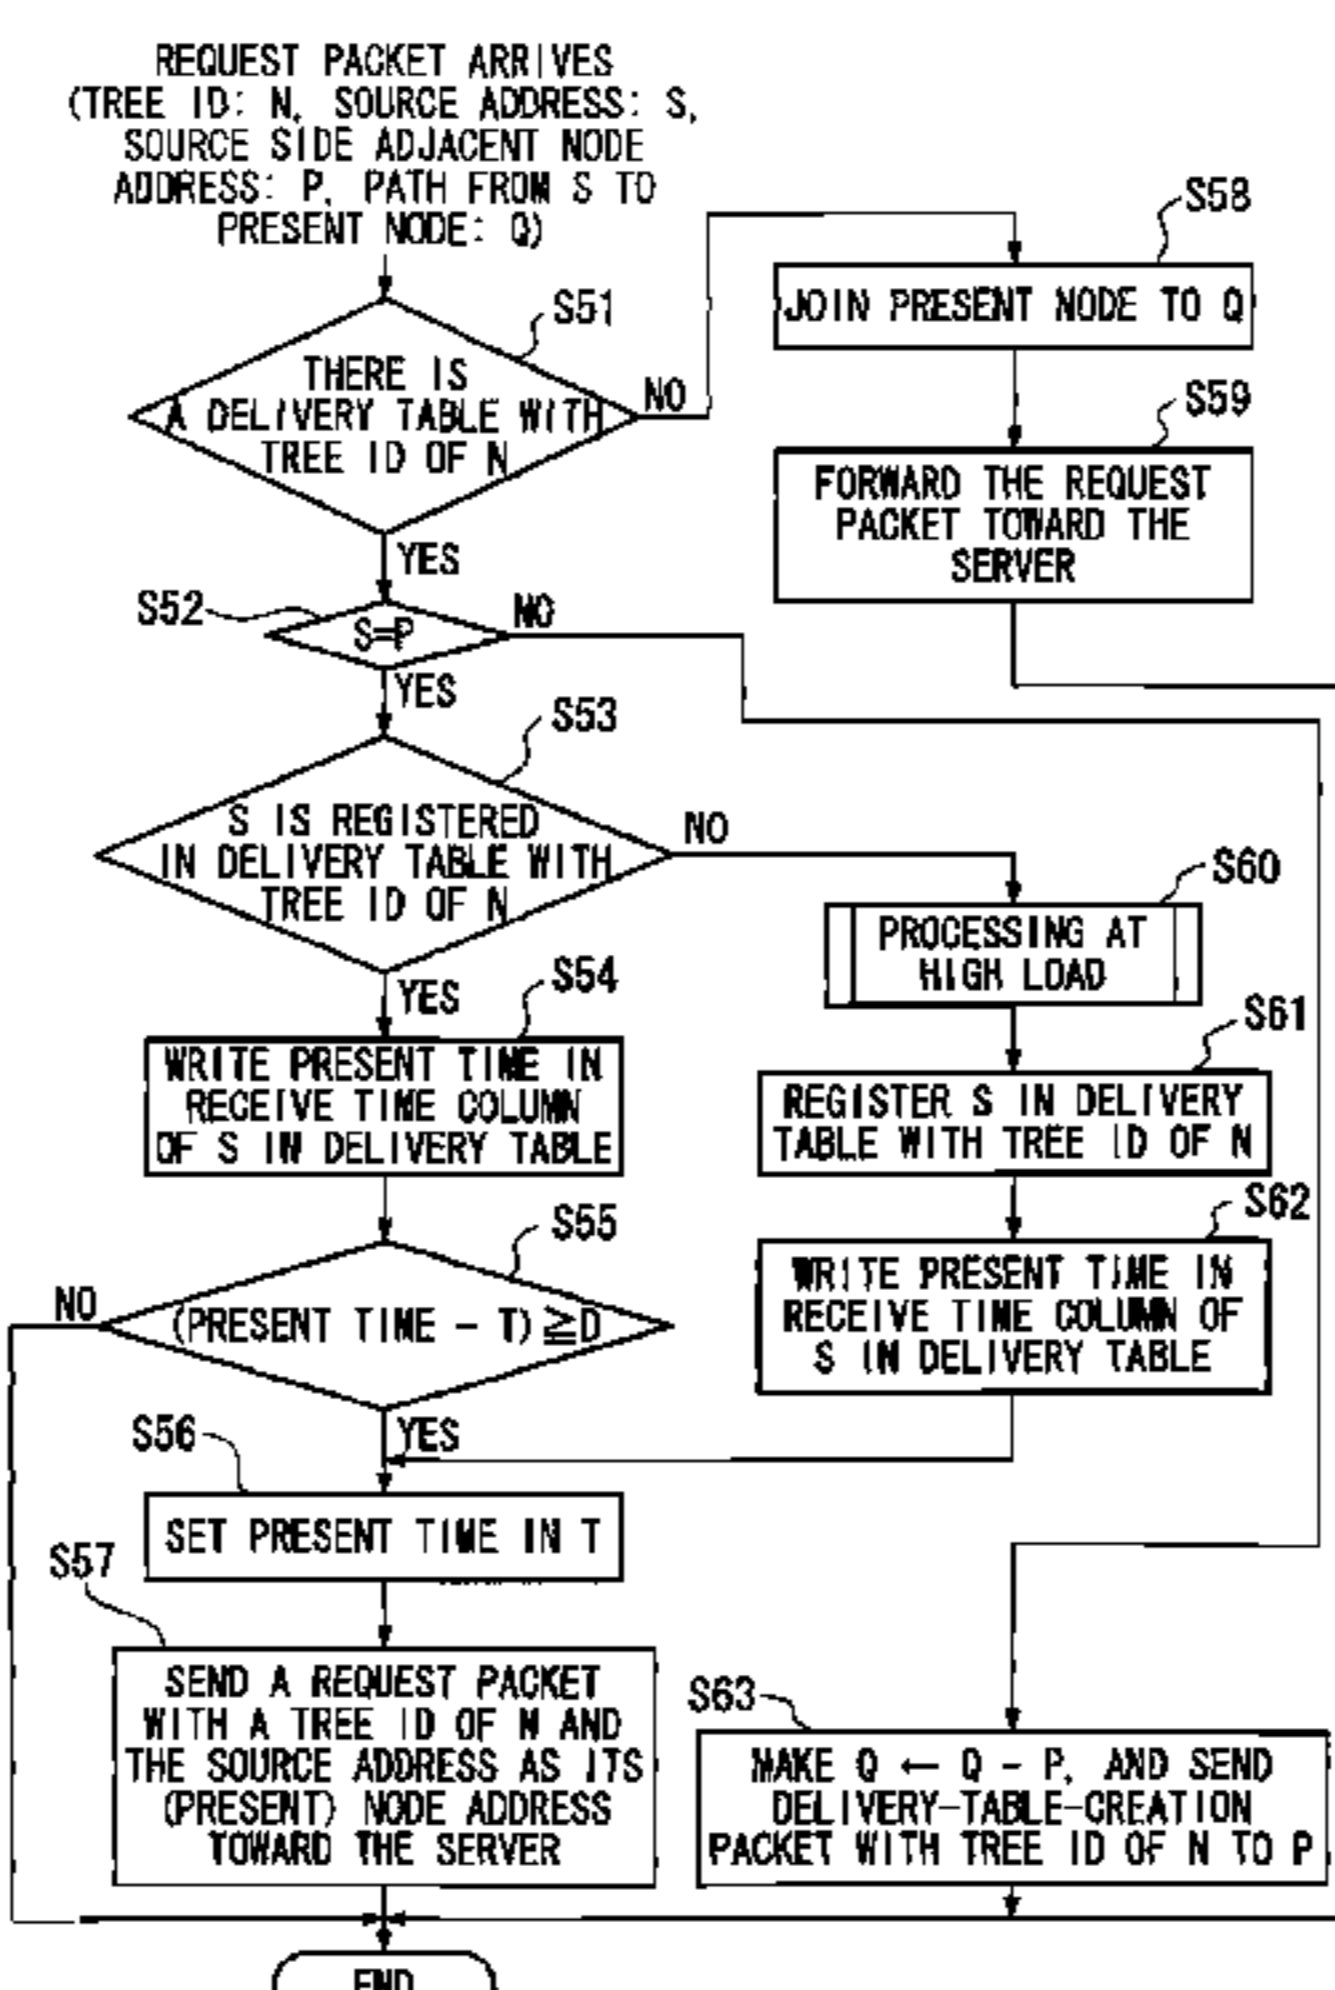 REQUEST PACKET ARRIVES
(TREE ID: N, SOURCE ADDRESS: S,
SOURCE SIDE ADJACENT NODE
ADDRESS: P, PATH FROM S TO
PRESENT NODE: Q)
S51
THERE IS
A DELIVERY TABLE WITH
TREE ID OF N
NO
YES
S58
JOIN PRESENT NODE TO Q
S59
FORWARD THE REQUEST
PACKET TOWARD THE
SERVER
S52
S=P
NO
YES
S53
S IS REGISTERED
IN DELIVERY TABLE WITH
TREE ID OF N
NO
YES
S54
WRITE PRESENT TIME IN
RECEIVE TIME COLUMN
OF S IN DELIVERY TABLE
S60
PROCESSING AT
HIGH LOAD
S61
REGISTER S IN DELIVERY
TABLE WITH TREE ID OF N
S62
WRITE PRESENT TIME IN
RECEIVE TIME COLUMN OF
S IN DELIVERY TABLE
S55
(PRESENT TIME - T) ≧ D
NO
YES
S56
SET PRESENT TIME IN T
S57
SEND A REQUEST PACKET
WITH A TREE ID OF N AND
THE SOURCE ADDRESS AS ITS
(PRESENT) NODE ADDRESS
TOWARD THE SERVER
S63
MAKE Q ← Q - P, AND SEND
DELIVERY-TABLE-CREATION
PACKET WITH TREE ID OF N TO P
END